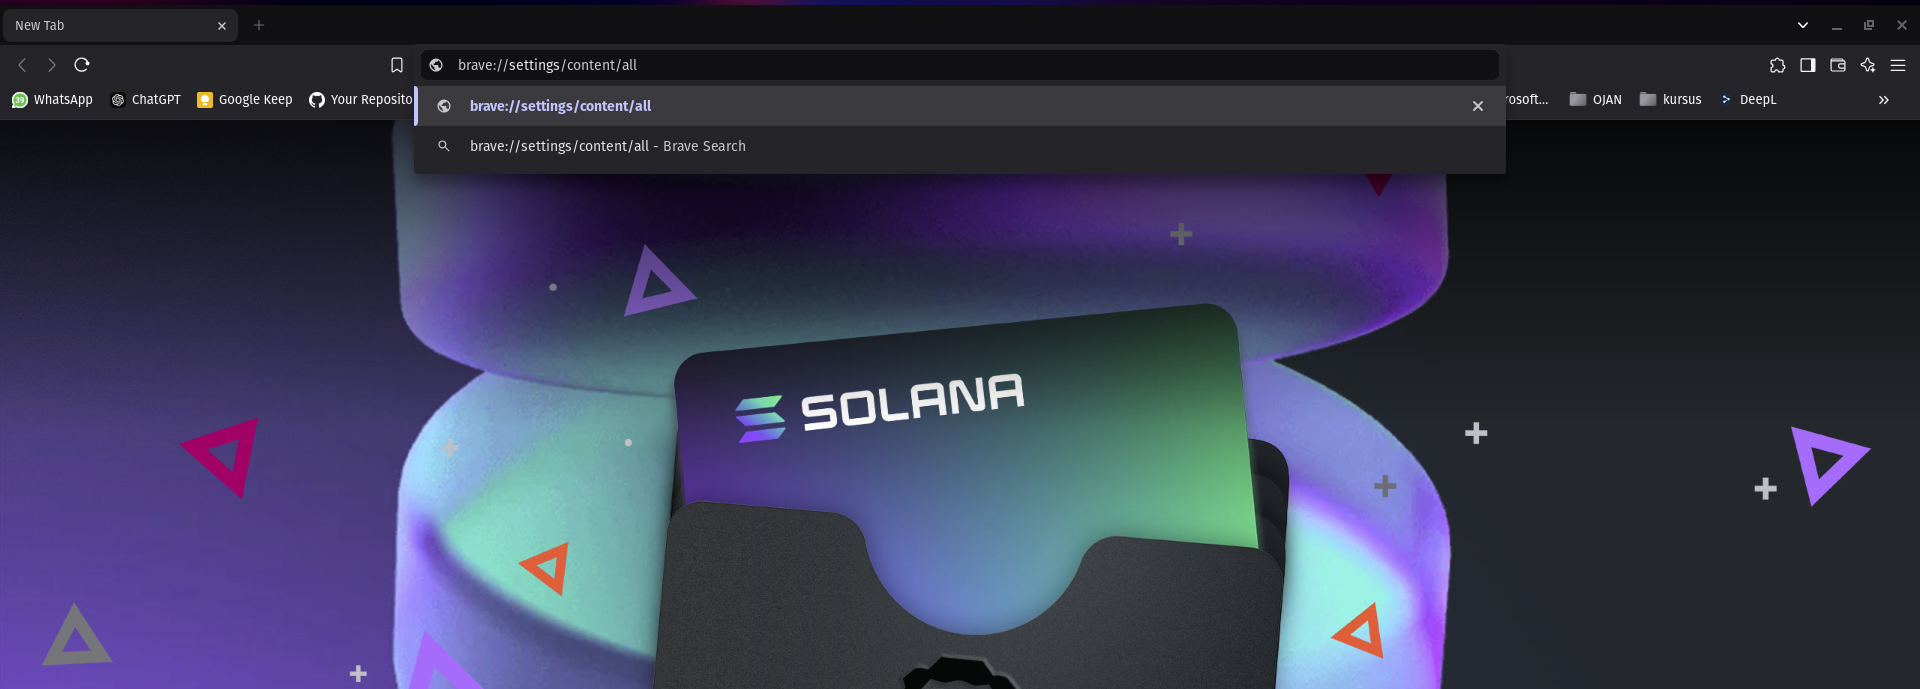 New Tab
brave://settings/content/all
39 WhatsApp ChatGPT Google Keep Your Reposito rosoft... OJAN kursus DeepL
brave://settings/content/all
brave://settings/content/all - Brave Search
SOLANA